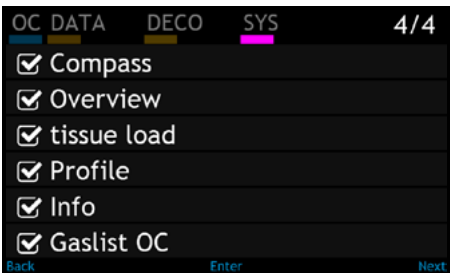 OC DATA DECO SYS 4/4
Compass
Overview
tissue load
Profile
Info
Gaslist OC
Back Enter Next